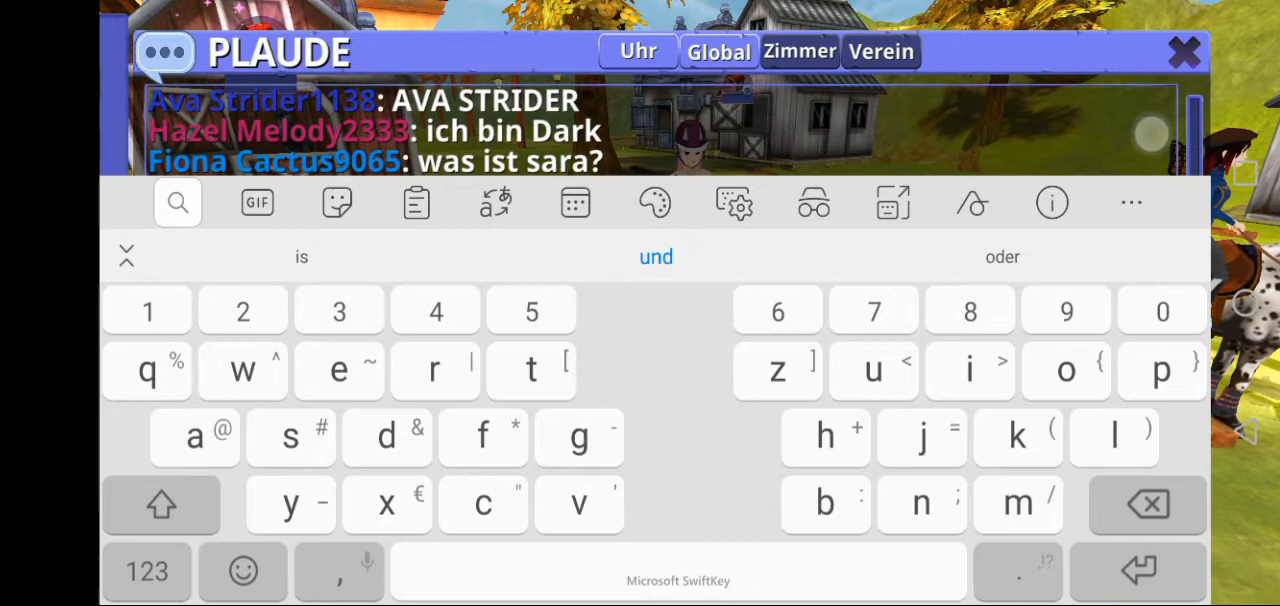 PLAUDE
Uhr Global Zimmer Verein
Ava Strider1138: AVA STRIDER
Hazel Melody2333: ich bin Dark
Fiona Cactus9065: was ist sara?
GIF
is und oder
1 2 3 4 5 6 7 8 9 0
q % w ^ e ~ r | t [ z ] u < i > o { p }
a @ s # d & f * g - h + j = k ( l )
y – x € c " v ' b : n ; m /
123 , Microsoft SwiftKey . ,!?